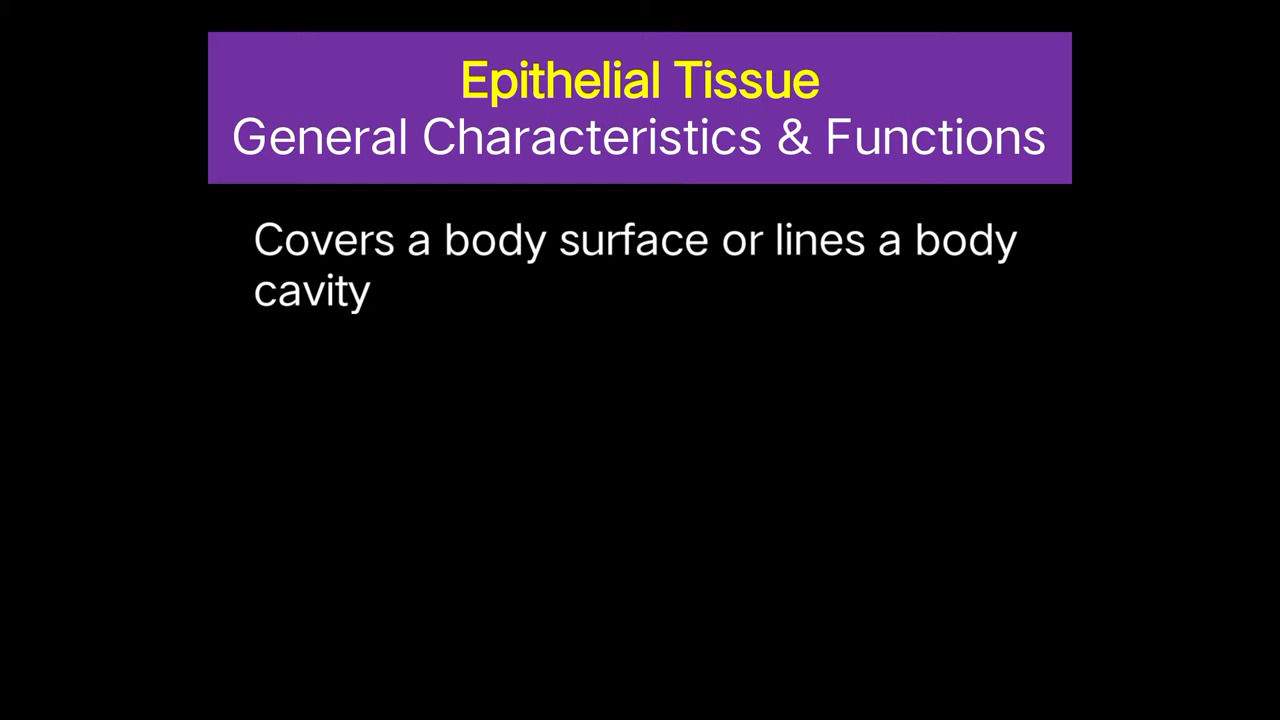 Epithelial Tissue
General Characteristics & Functions
Covers a body surface or lines a body
cavity